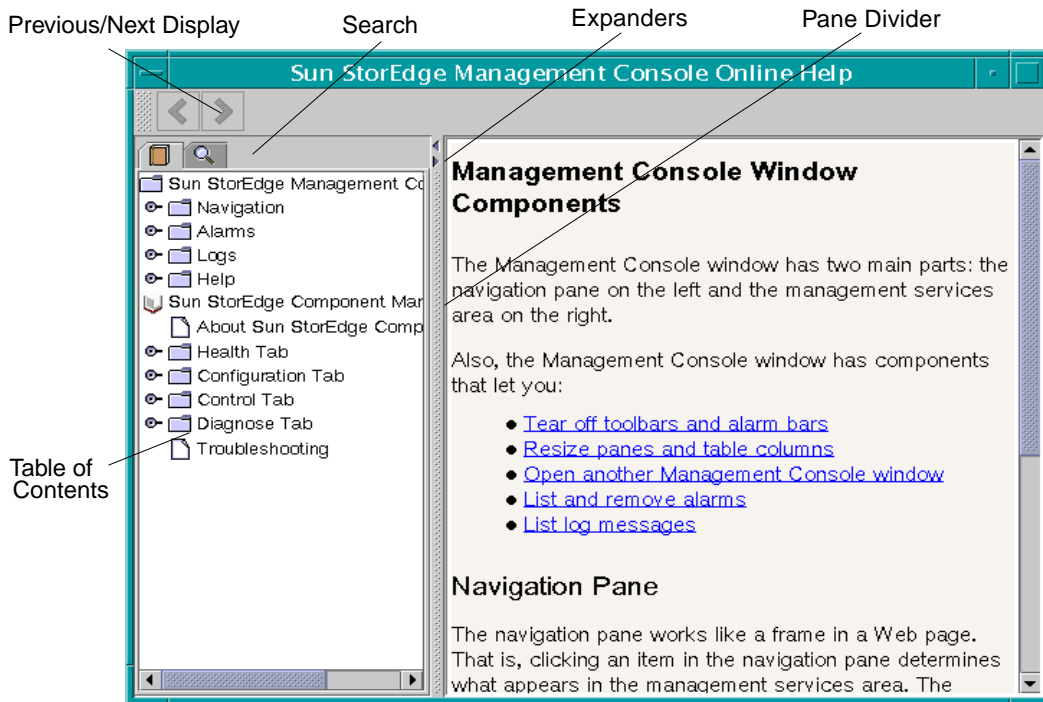 Previous/Next Display
Search
Expanders
Pane Divider
Sun StorEdge Management Console Online Help
Sun StorEdge Management Co
Navigation
Alarms
Logs
Help
Sun StorEdge Component Mar
About Sun StorEdge Comp
Health Tab
Configuration Tab
Control Tab
Diagnose Tab
Troubleshooting
Table of
Contents
Management Console Window
Components
The Management Console window has two main parts: the
navigation pane on the left and the management services
area on the right.
Also, the Management Console window has components
that let you:
• Tear off toolbars and alarm bars
• Resize panes and table columns
• Open another Management Console window
• List and remove alarms
• List log messages
Navigation Pane
The navigation pane works like a frame in a Web page.
That is, clicking an item in the navigation pane determines
what appears in the management services area. The